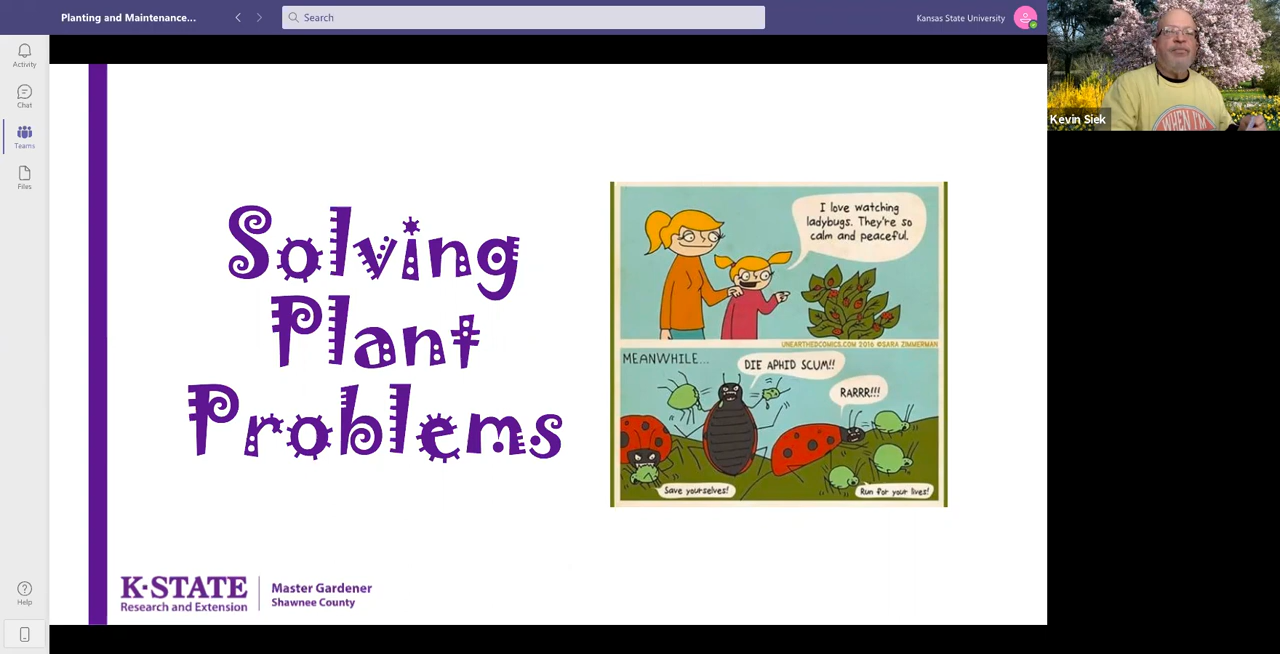 Planting and Maintenance...
Search
Kansas State University
Activity
Chat
Teams
Files
Help
Kevin Siek
WHEN I'M
Solving
Plant
Problems
I love watching
ladybugs. They're so
calm and peaceful.
UNEARTHEDCOMICS.COM 2016 ©SARA ZIMMERMAN
MEANWHILE...
DIE APHID SCUM!!
RARRR!!!
Save yourselves!
Run for your lives!
K-STATE
Research and Extension
Master Gardener
Shawnee County